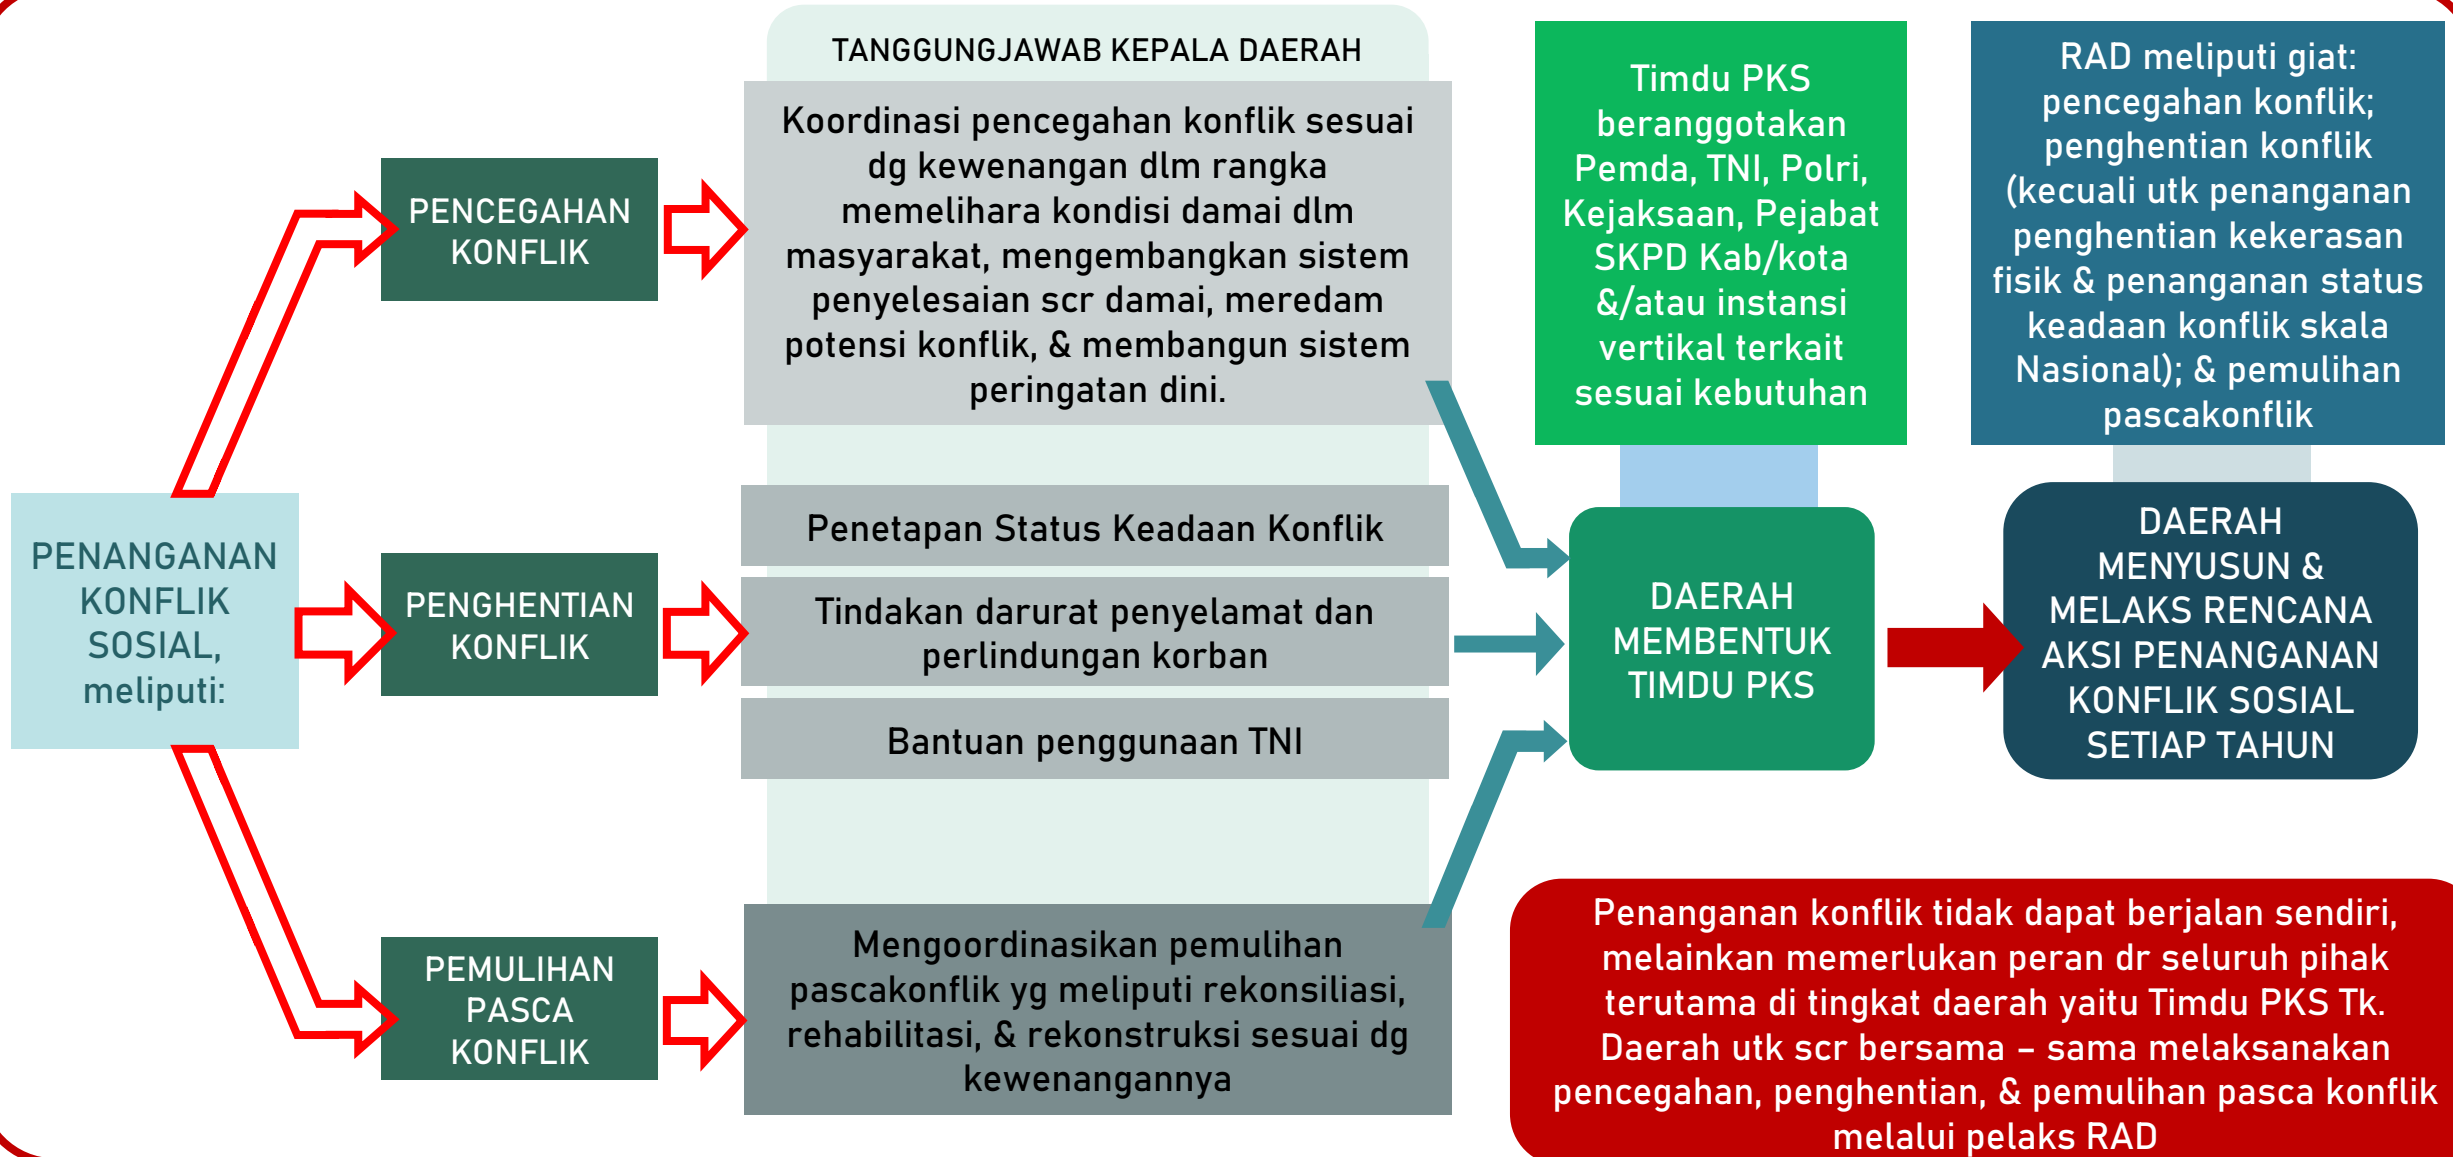 PENANGANAN
KONFLIK
SOSIAL,
meliputi:
PENCEGAHAN
KONFLIK
PENGHENTIAN
KONFLIK
PEMULIHAN
PASCA
KONFLIK
TANGGUNGJAWAB KEPALA DAERAH
Koordinasi pencegahan konflik sesuai
dg kewenangan dlm rangka
memelihara kondisi damai dlm
masyarakat, mengembangkan sistem
penyelesaian scr damai, meredam
potensi konflik, & membangun sistem
peringatan dini.
Penetapan Status Keadaan Konflik
Tindakan darurat penyelamat dan
perlindungan korban
Bantuan penggunaan TNI
Mengoordinasikan pemulihan
pascakonflik yg meliputi rekonsiliasi,
rehabilitasi, & rekonstruksi sesuai dg
kewenangannya
Timdu PKS
beranggotakan
Pemda, TNI, Polri,
Kejaksaan, Pejabat
SKPD Kab/kota
&/atau instansi
vertikal terkait
sesuai kebutuhan
DAERAH
MEMBENTUK
TIMDU PKS
RAD meliputi giat:
pencegahan konflik;
penghentian konflik
(kecuali utk penanganan
penghentian kekerasan
fisik & penanganan status
keadaan konflik skala
Nasional); & pemulihan
pascakonflik
DAERAH
MENYUSUN &
MELAKS RENCANA
AKSI PENANGANAN
KONFLIK SOSIAL
SETIAP TAHUN
Penanganan konflik tidak dapat berjalan sendiri,
melainkan memerlukan peran dr seluruh pihak
terutama di tingkat daerah yaitu Timdu PKS Tk.
Daerah utk scr bersama – sama melaksanakan
pencegahan, penghentian, & pemulihan pasca konflik
melalui pelaks RAD